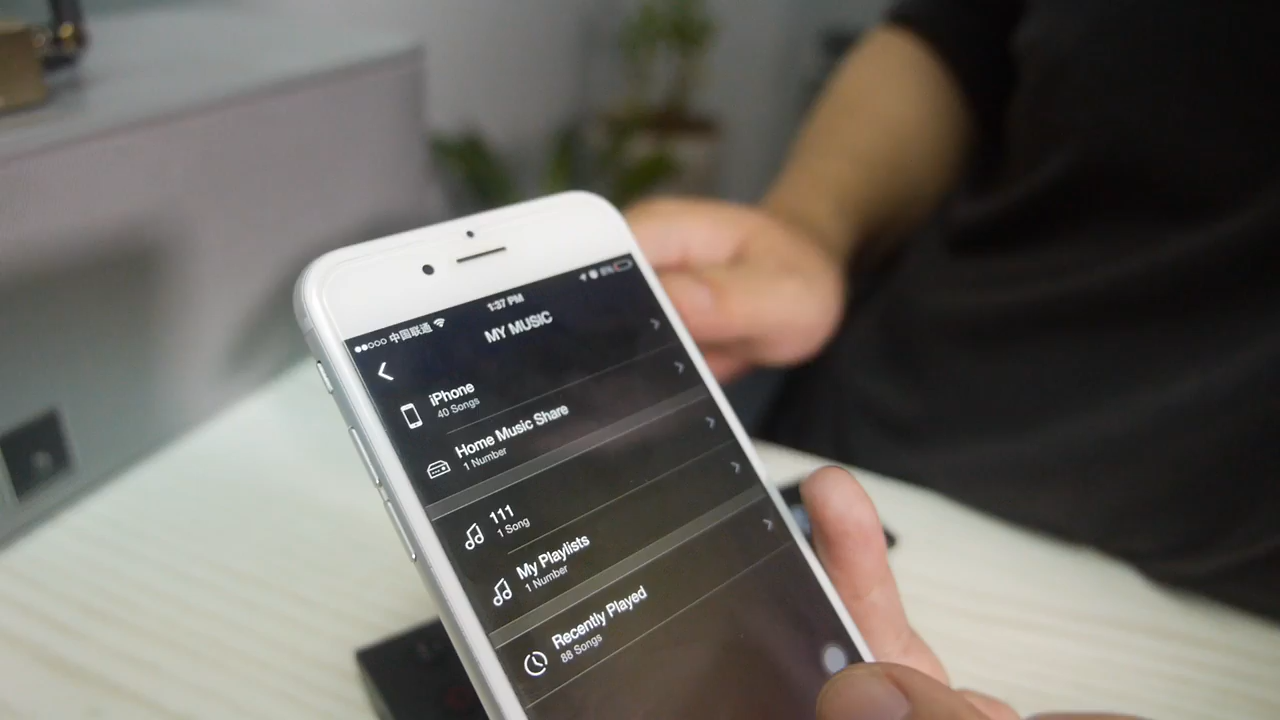 中国联通
1:37 PM
MY MUSIC
iPhone
40 Songs
Home Music Share
1 Number
111
1 Song
My Playlists
1 Number
Recently Played
88 Songs